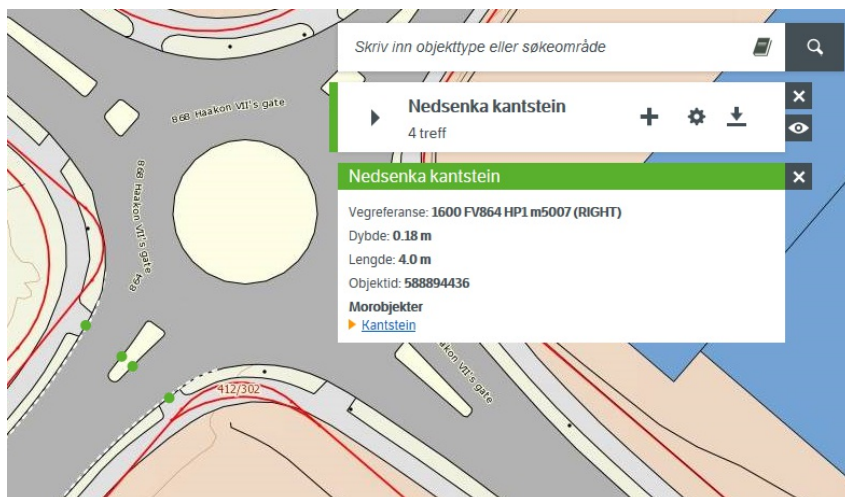 Skriv inn objekttype eller søkeområde
Nedsenka kantstein
4 treff
Nedsenka kantstein
Vegreferanse: 1600 FV864 HP1 m5007 (RIGHT)
Dybde: 0.18 m
Lengde: 4.0 m
Objektid: 588894436
Morobjekter
Kantstein
868 Haakon VII's gate
868 Haakon VII's gate
864
412/302
kon VII's gate